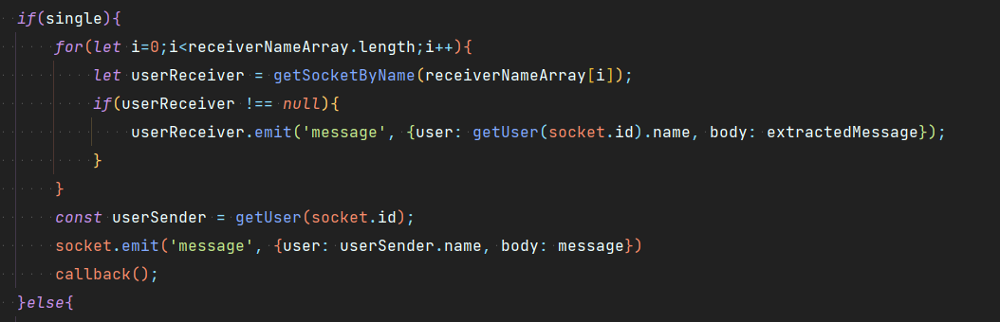 if(single){
for(let i=0;i<receiverNameArray.length;i++){
let userReceiver = getSocketByName(receiverNameArray[i]);
if(userReceiver !== null){
userReceiver.emit('message', {user: getUser(socket.id).name, body: extractedMessage});
}
}
const userSender = getUser(socket.id);
socket.emit('message', {user: userSender.name, body: message})
callback();
}else{